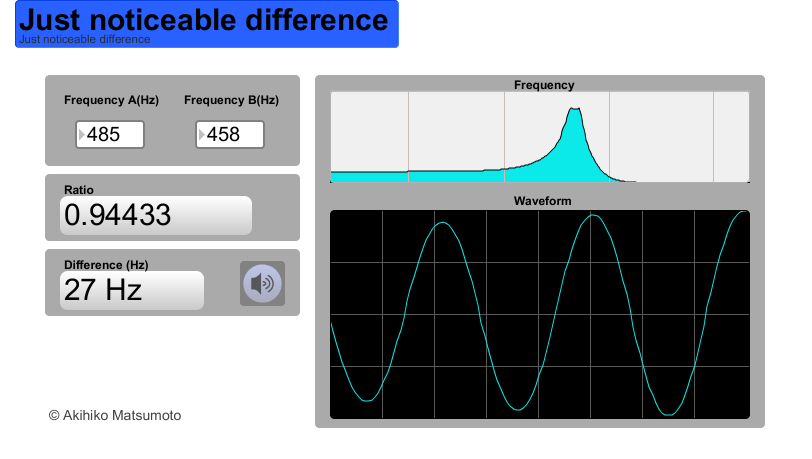 Just noticeable difference
Just noticeable difference
Frequency A(Hz)
Frequency B(Hz)
485
458
Ratio
0.94433
Difference (Hz)
27 Hz
Frequency
Waveform
© Akihiko Matsumoto